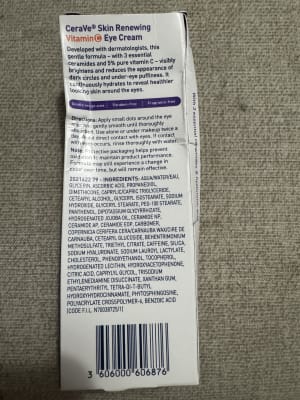 CeraVe® Skin Renewing
Vitamin C Eye Cream
Developed with dermatologists, this
gentle formula – with 3 essential
ceramides and 5% pure vitamin C – visibly
brightens and reduces the appearance of
dark circles and under-eye puffiness. It
continuously hydrates to reveal healthier
looking skin around the eyes.
Paraben-free Fragrance-free
Directions: Apply small dots around the eye
gently smooth until thoroughly
absorbed. Use alone or under makeup twice a
direct contact with eyes. If contact
with eyes occurs, rinse thoroughly with water.
Note: Protective packaging helps prevent
oxidation to maintain product performance.
Formula may still experience a change in
color over time, but will remain effective.
2021422 79 - INGREDIENTS: AQUA/WATER/EAU,
GLYCERIN, ASCORBIC ACID, PROPANEDIOL,
DIMETHICONE, CAPRYLIC/CAPRIC TRIGLYCERIDE,
CETEARYL ALCOHOL, GLYCERYL ISOSTEARATE, SODIUM
HYDROXIDE, GLYCERYL STEARATE, PEG-100 STEARATE,
PANTHENOL, DIPOTASSIUM GLYCYRRHIZATE,
HYDROGENATED JOJOBA OIL, CERAMIDE NP,
CERAMIDE AP, CERAMIDE EOP, CARBOMER,
COPERNICIA CERIFERA CERA/CARNAUBA WAX/CIRE DE
CARNAUBA, CETEARYL GLUCOSIDE, BEHENTRIMONIUM
METHOSULFATE, TRIETHYL CITRATE, CAFFEINE, SILICA,
SODIUM HYALURONATE, SODIUM LAUROYL LACTYLATE,
CHOLESTEROL, PHENOXYETHANOL, TOCOPHEROL,
HYDROGENATED LECITHIN, HYDROXYACETOPHENONE,
CITRIC ACID, CAPRYLYL GLYCOL, TRISODIUM
ETHYLENEDIAMINE DISUCCINATE, XANTHAN GUM,
PENTAERYTHRITYL TETRA-DI-T-BUTYL
HYDROXYHYDROCINNAMATE, PHYTOSPHINGOSINE,
POLYACRYLATE CROSSPOLYMER-6, BENZOIC ACID
3 606000 606876